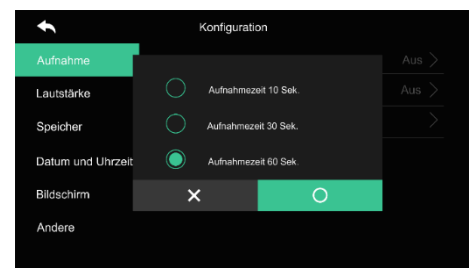 Konfiguration
Aufnahme
Aus
Aufnahmezeit 10 Sek.
Lautstärke
Aus
Speicher
Aufnahmezeit 30 Sek.
Datum und Uhrzeit
Aufnahmezeit 60 Sek.
Bildschirm
Andere